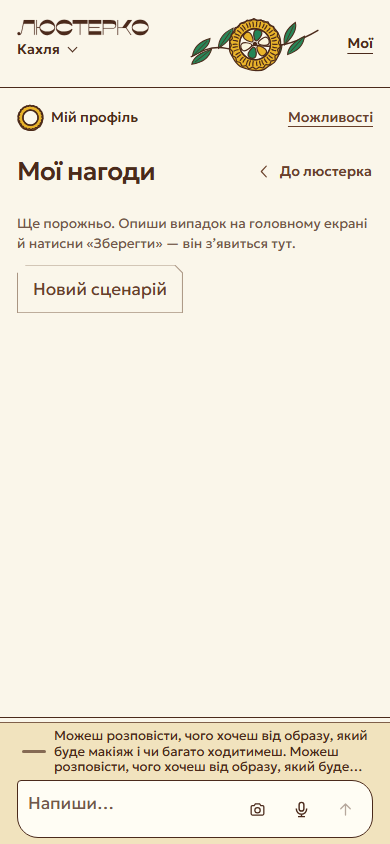 ЛЮСТЕРКО
Кахля
Мої
Мій профіль
Можливості
Мої нагоди
До люстерка
Ще порожньо. Опиши випадок на головному екрані
й натисни «Зберегти» — він з’явиться тут.
Новий сценарій
Можеш розповісти, чого хочеш від образу, який
буде макіяж і чи багато ходитимеш. Можеш
розповісти, чого хочеш від образу, який буде…
Напиши…